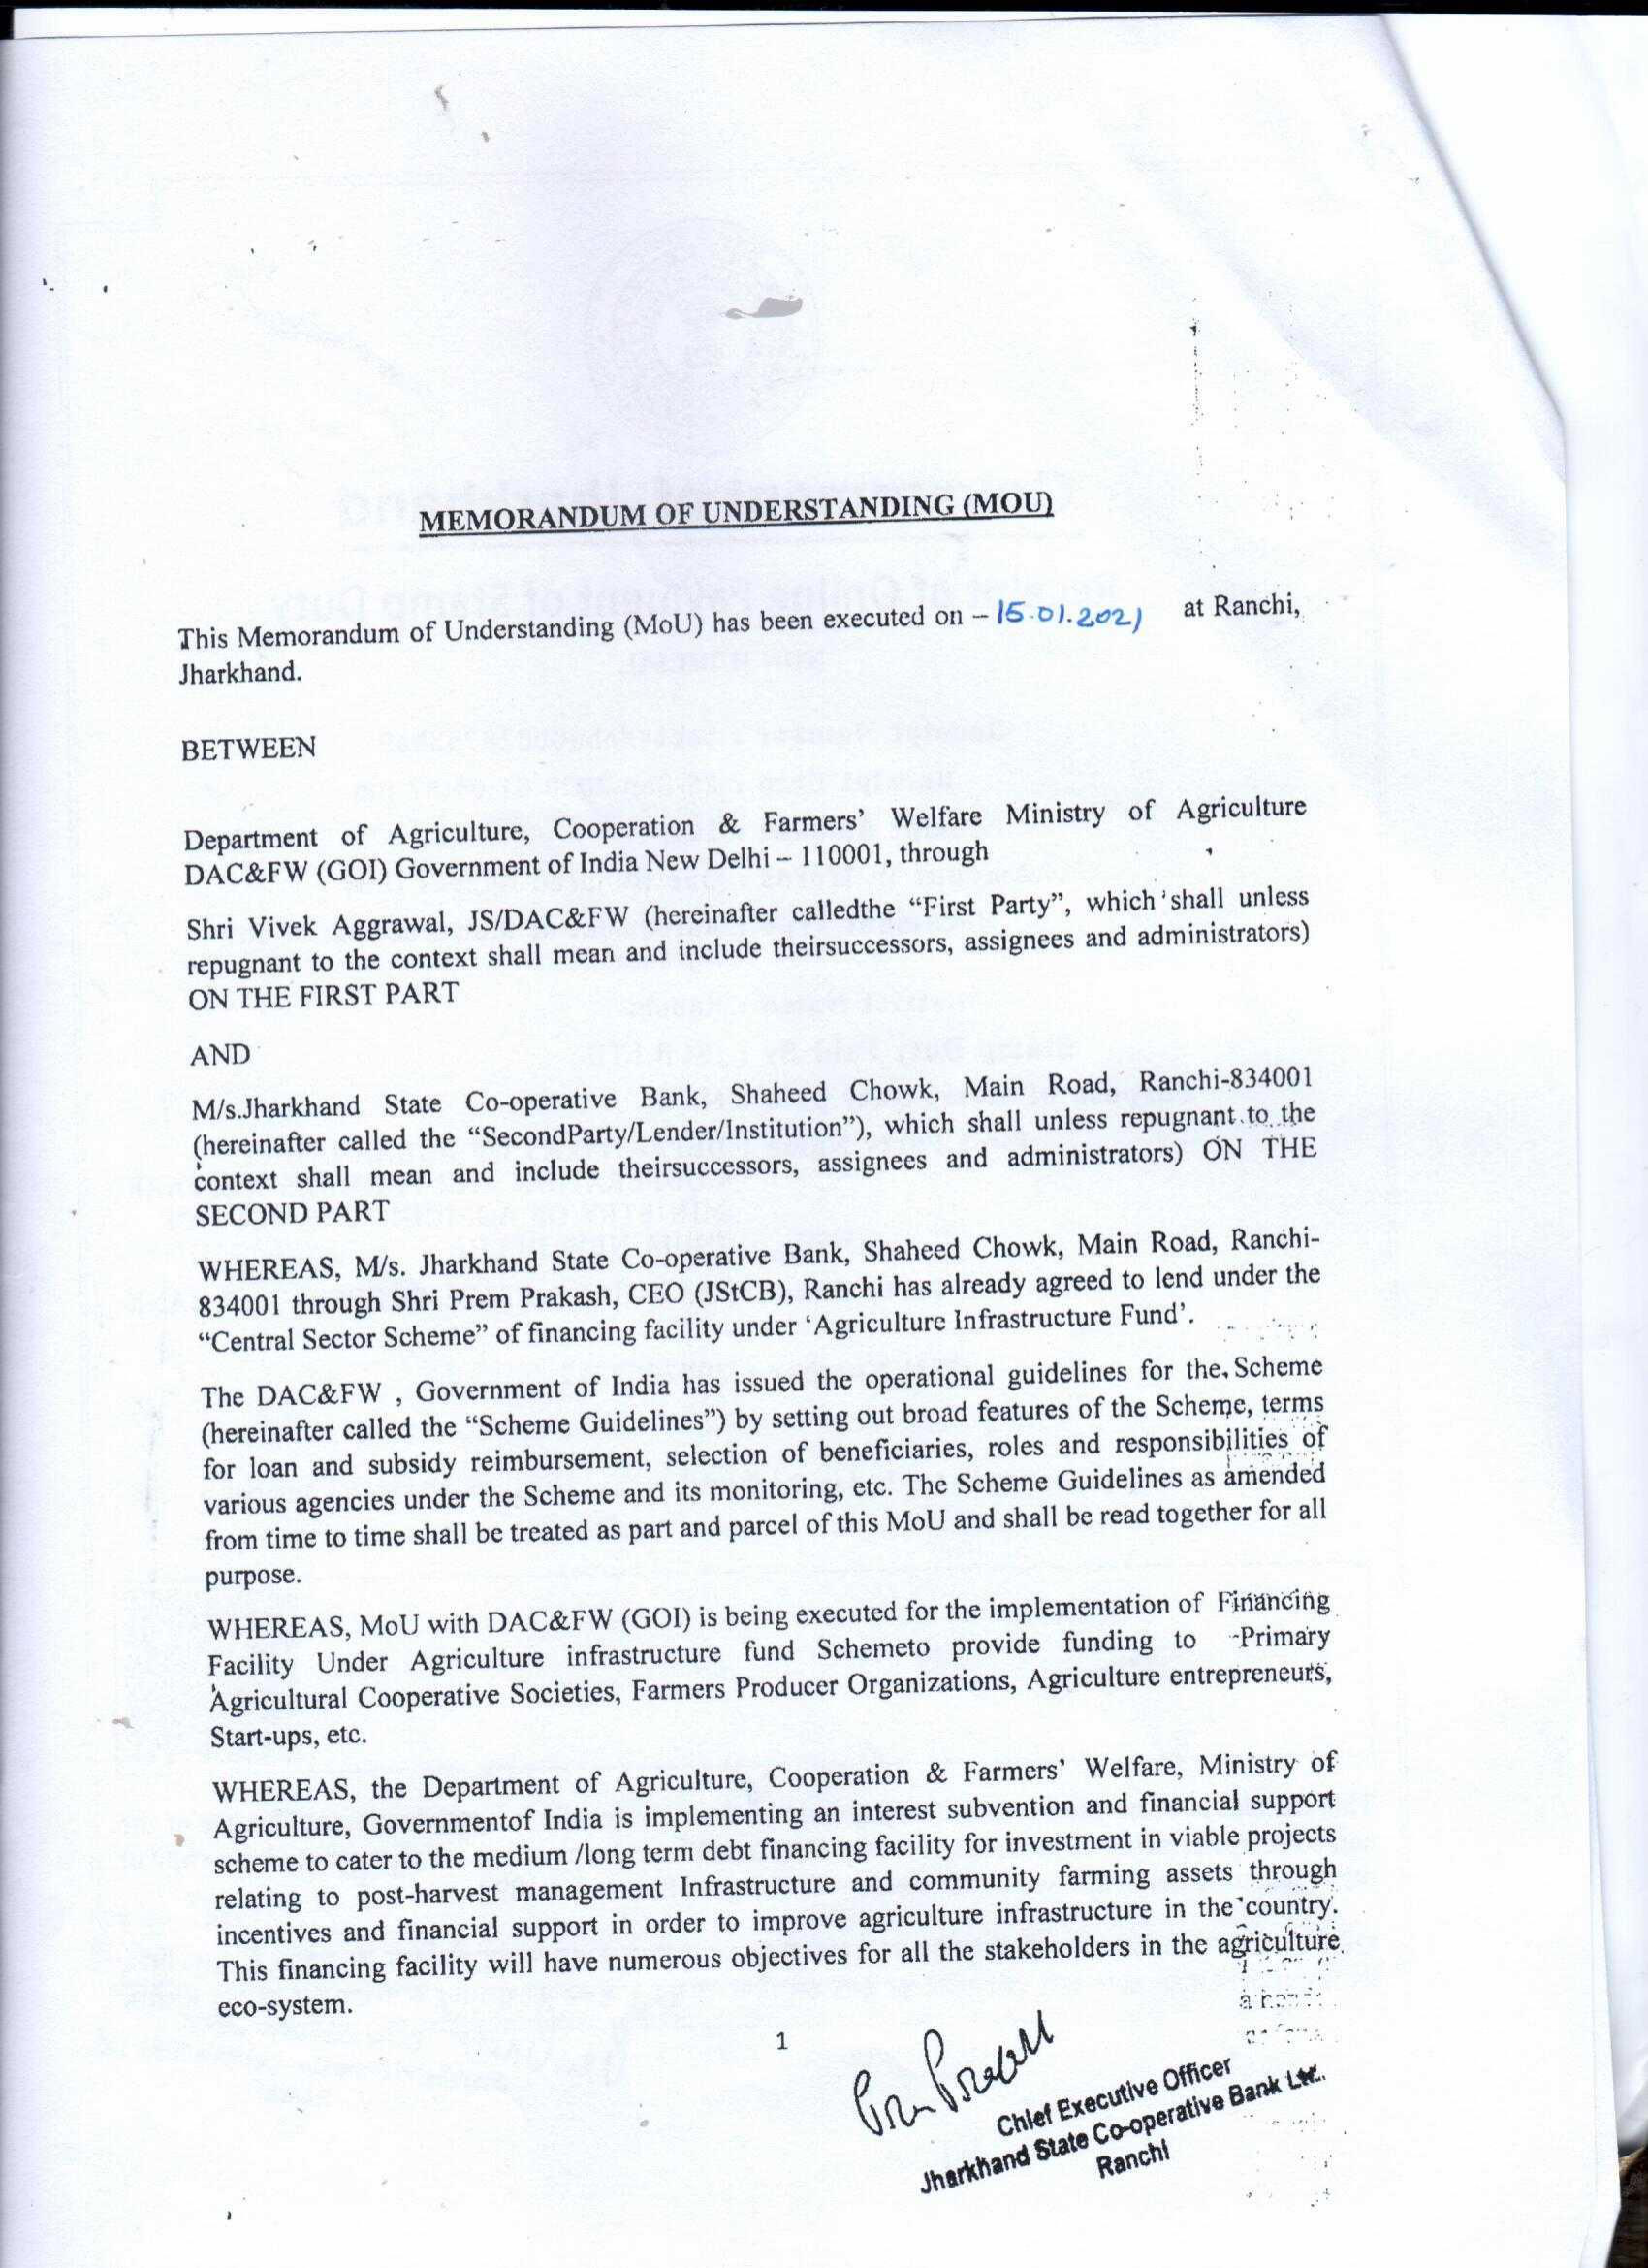 MEMORANDUM OF UNDERSTANDING (MOU)
This Memorandum of Understanding (MoU) has been executed on – 15.01.2021 at Ranchi,
Jharkhand.
BETWEEN
Department of Agriculture, Cooperation & Farmers' Welfare Ministry of Agriculture
DAC&FW (GOI) Government of India New Delhi – 110001, through
Shri Vivek Aggrawal, JS/DAC&FW (hereinafter calledthe "First Party", which shall unless
repugnant to the context shall mean and include theirsuccessors, assignees and administrators)
ON THE FIRST PART
AND
M/s.Jharkhand State Co-operative Bank, Shaheed Chowk, Main Road, Ranchi-834001
(hereinafter called the "SecondParty/Lender/Institution"), which shall unless repugnant to the
context shall mean and include theirsuccessors, assignees and administrators) ON THE
SECOND PART
WHEREAS, M/s. Jharkhand State Co-operative Bank, Shaheed Chowk, Main Road, Ranchi-
834001 through Shri Prem Prakash, CEO (JStCB), Ranchi has already agreed to lend under the
"Central Sector Scheme" of financing facility under 'Agriculture Infrastructure Fund'.
The DAC&FW , Government of India has issued the operational guidelines for the Scheme
(hereinafter called the "Scheme Guidelines") by setting out broad features of the Scheme, terms
for loan and subsidy reimbursement, selection of beneficiaries, roles and responsibilities of
various agencies under the Scheme and its monitoring, etc. The Scheme Guidelines as amended
from time to time shall be treated as part and parcel of this MoU and shall be read together for all
purpose.
WHEREAS, MoU with DAC&FW (GOI) is being executed for the implementation of Financing
Facility Under Agriculture infrastructure fund Schemeto provide funding to -Primary
Agricultural Cooperative Societies, Farmers Producer Organizations, Agriculture entrepreneurs,
Start-ups, etc.
WHEREAS, the Department of Agriculture, Cooperation & Farmers' Welfare, Ministry of
Agriculture, Governmentof India is implementing an interest subvention and financial support
scheme to cater to the medium /long term debt financing facility for investment in viable projects
relating to post-harvest management Infrastructure and community farming assets through
incentives and financial support in order to improve agriculture infrastructure in the country.
This financing facility will have numerous objectives for all the stakeholders in the agriculture
eco-system.
1
Chief Executive Officer
Jharkhand State Co-operative Bank Ltd.
Ranchi